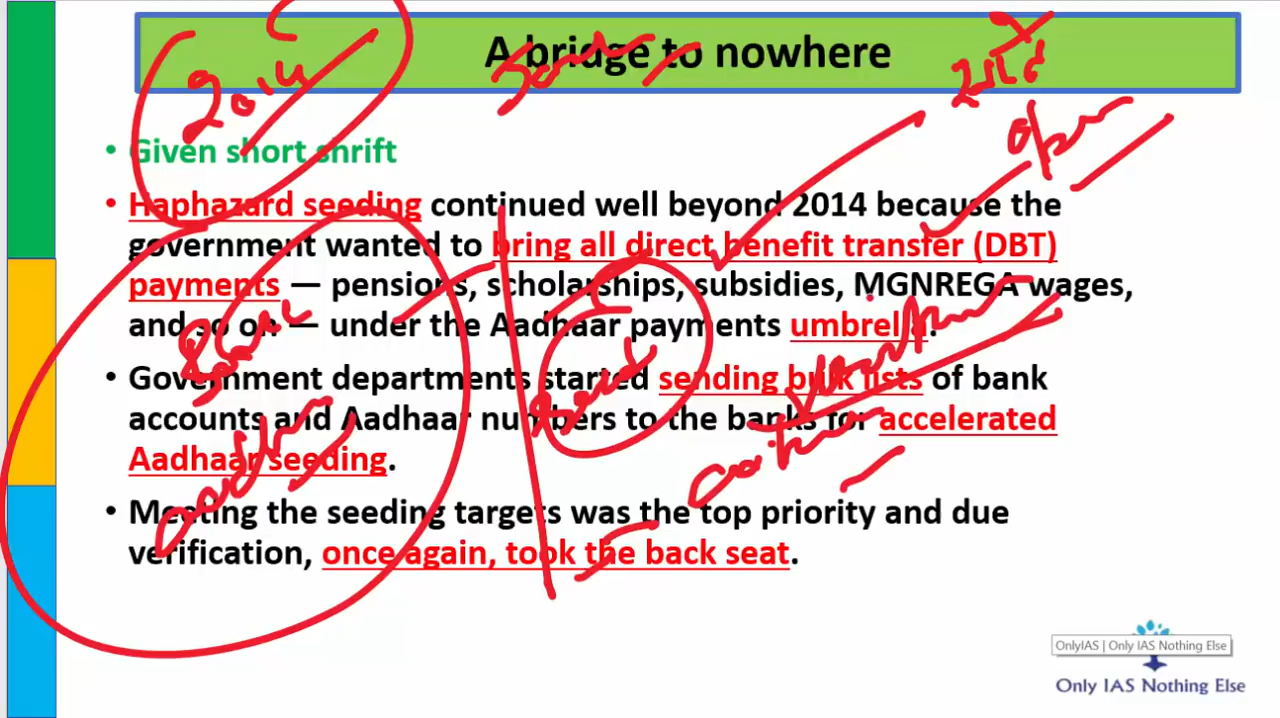 A bridge to nowhere
2014
• Given short shrift
• Haphazard seeding continued well beyond 2014 because the
government wanted to bring all direct benefit transfer (DBT)
payments — pensions, scholarships, subsidies, MGNREGA wages,
and so on — under the Aadhaar payments umbrella.
• Government departments started sending bulk lists of bank
accounts and Aadhaar numbers to the banks for accelerated
Aadhaar seeding.
• Meeting the seeding targets was the top priority and due
verification, once again, took the back seat.
OnlyIAS | Only IAS Nothing Else
Only IAS Nothing Else